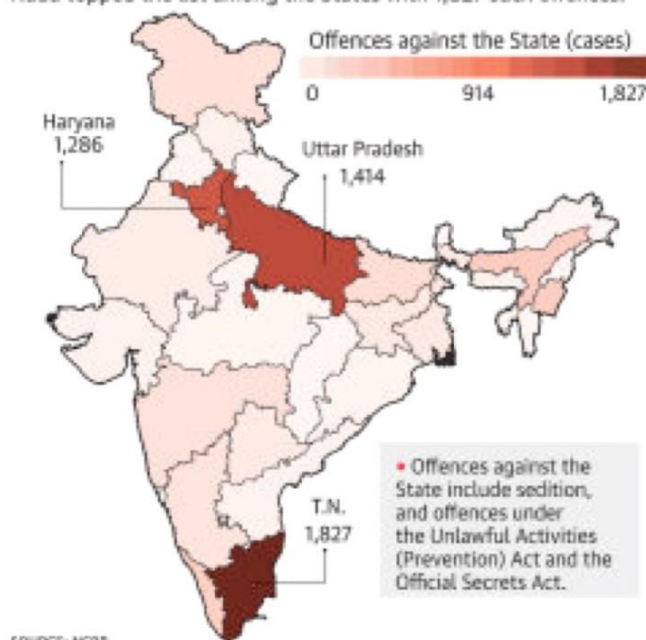 Offences against the State (cases)
0 914 1,827
Haryana
1,286
Uttar Pradesh
1,414
• Offences against the
State include sedition,
and offences under
the Unlawful Activities
(Prevention) Act and the
Official Secrets Act.
T.N.
1,827